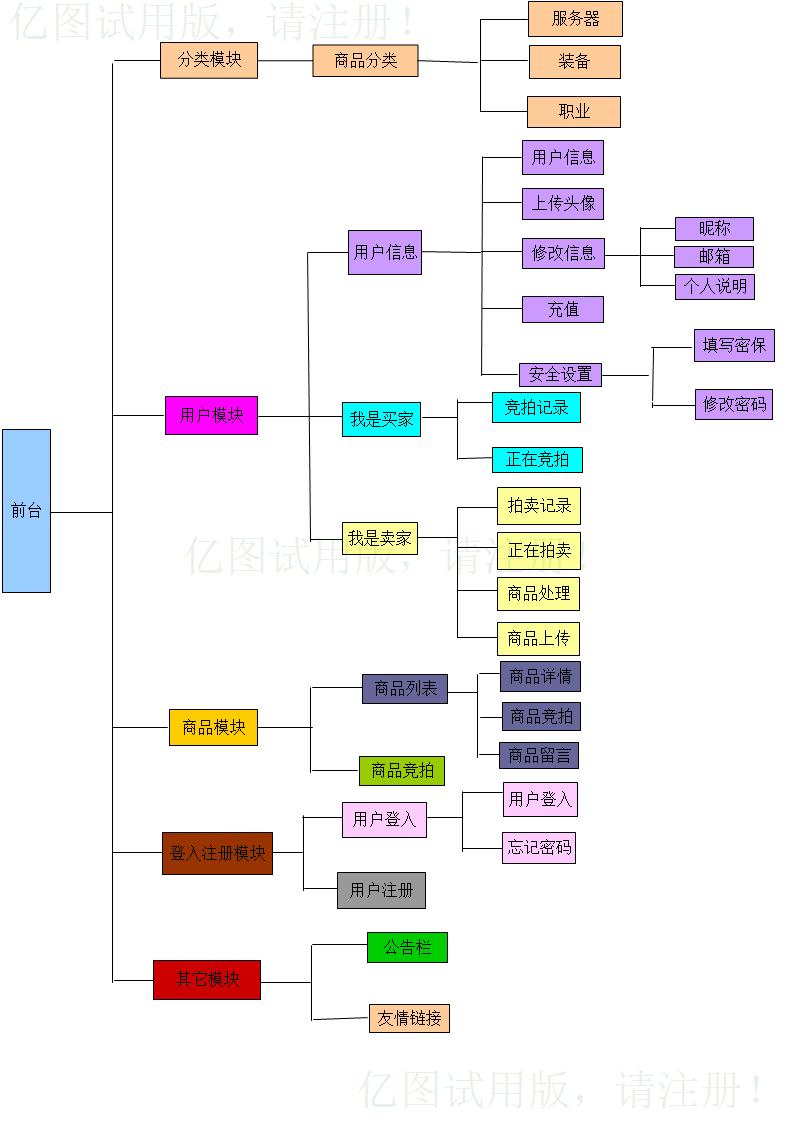 亿图试用版，请注册！
服务器
分类模块
商品分类
装备
职业
用户信息
上传头像
用户信息
修改信息
昵称
邮箱
个人说明
充值
安全设置
填写密保
修改密码
用户模块
我是买家
竞拍记录
正在竞拍
前台
我是卖家
拍卖记录
正在拍卖
亿图试用版，请注册！
商品处理
商品上传
商品模块
商品列表
商品详情
商品竞拍
商品留言
商品竞拍
登入注册模块
用户登入
用户登入
忘记密码
用户注册
其它模块
公告栏
友情链接
亿图试用版，请注册！